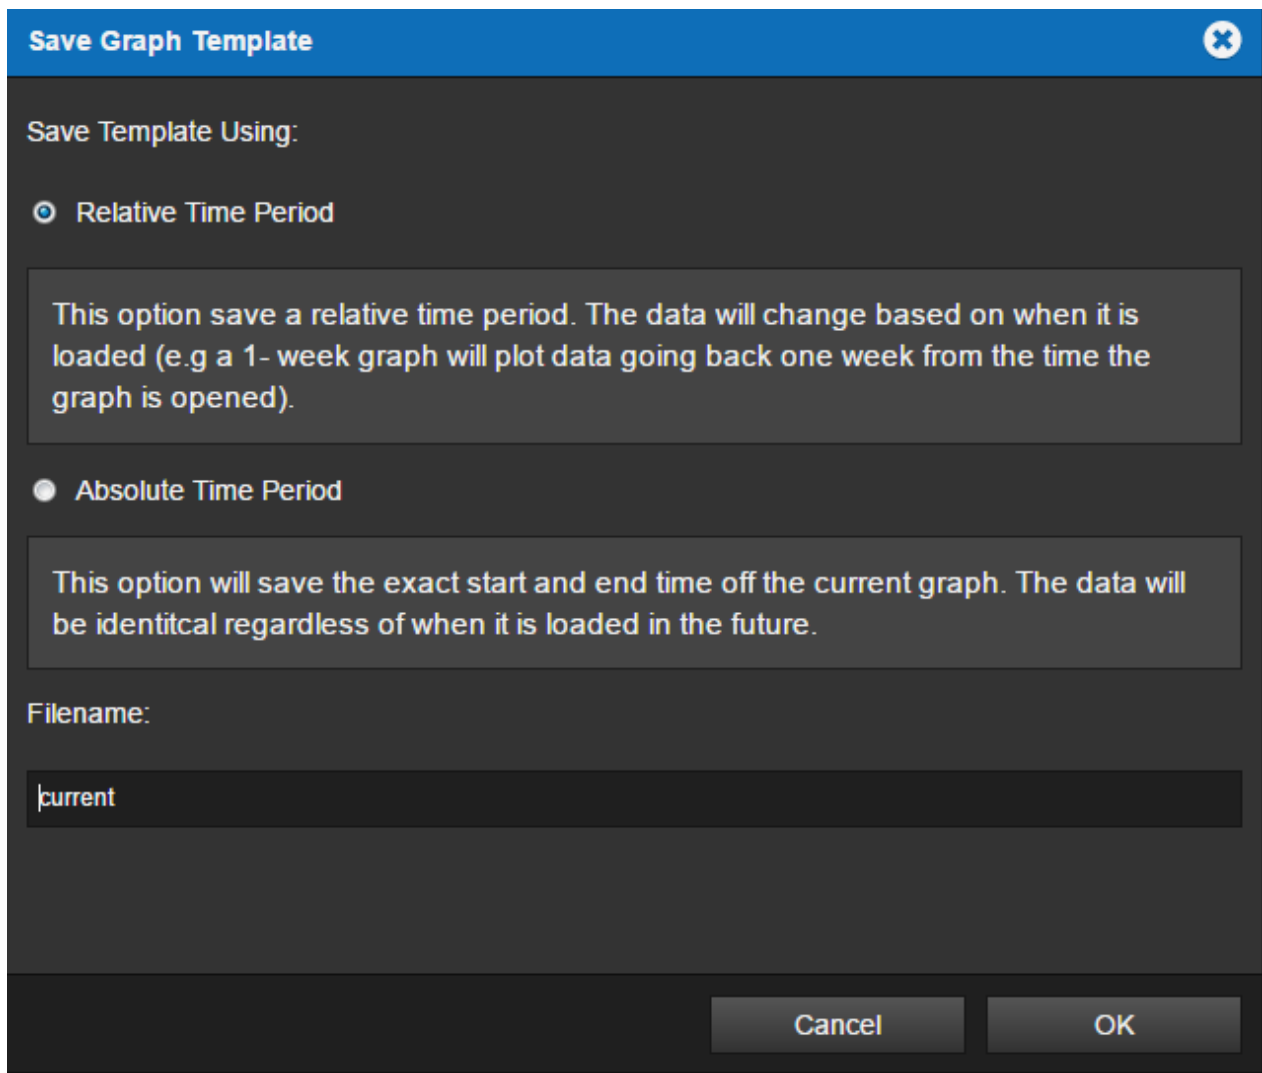 Save Graph Template
Save Template Using:
Relative Time Period
This option save a relative time period. The data will change based on when it is
loaded (e.g a 1- week graph will plot data going back one week from the time the
graph is opened).
Absolute Time Period
This option will save the exact start and end time off the current graph. The data will
be identitcal regardless of when it is loaded in the future.
Filename:
current
Cancel
OK